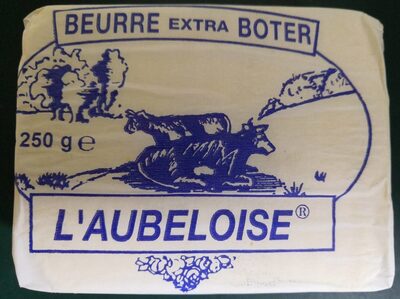 BEURRE EXTRA BOTER
250 g ℮
L'AUBELOISE®